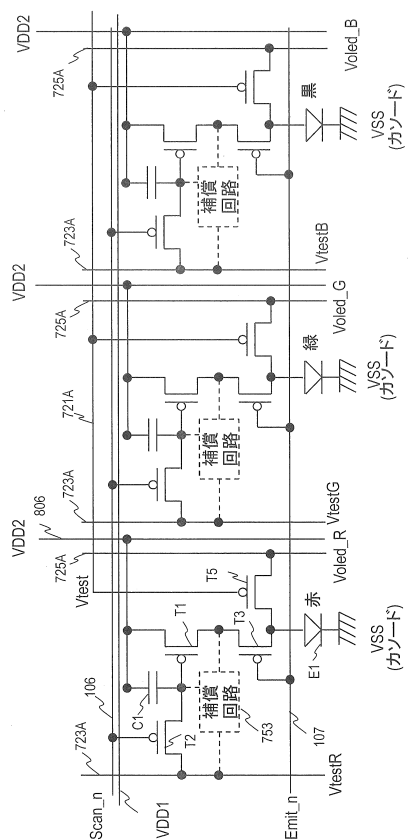 VDD2
725A
Voled_B
黒
VSS
(カソード)
補償
回路
723A
VtestB
VDD2
725A
Voled_G
緑
VSS
(カソード)
721A
補償
回路
723A
VtestG
VDD2
806
725A
Voled_R
Vtest
T5
T1
T3
赤
E1
VSS
(カソード)
106
C1
T2
補償
回路
753
107
723A
VtestR
Scan_n
VDD1
Emit_n